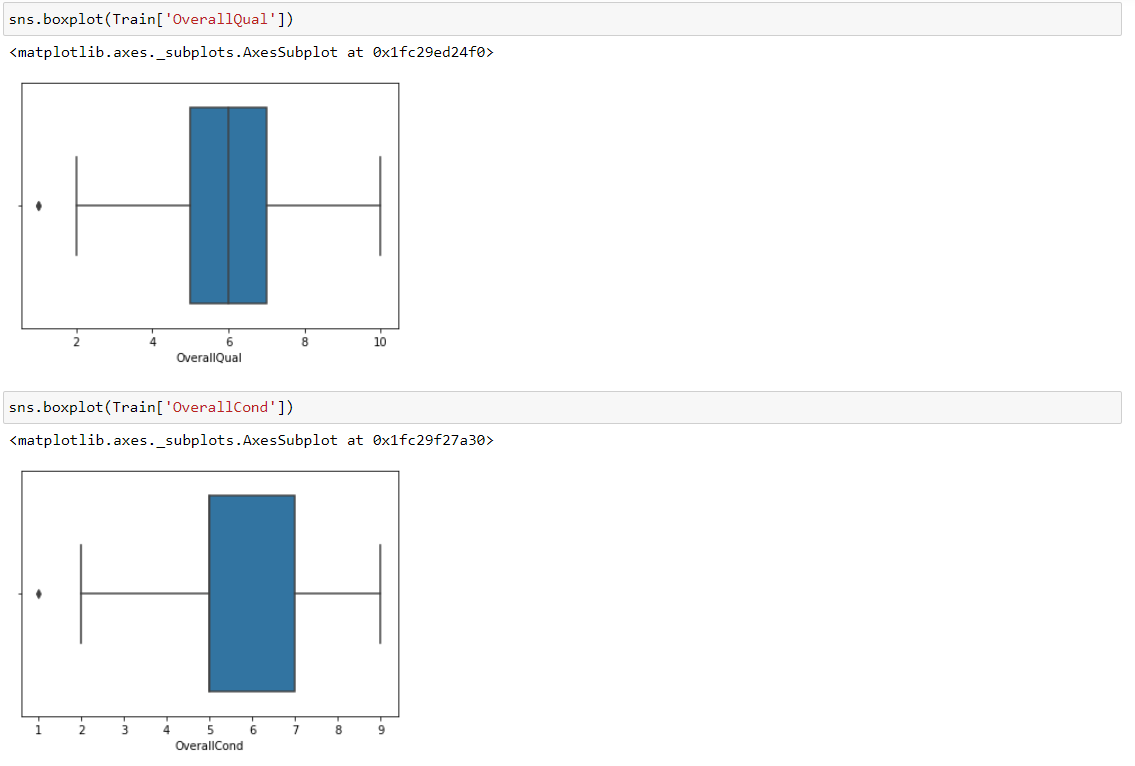 sns.boxplot(Train['OverallQual'])
<matplotlib.axes._subplots.AxesSubplot at 0x1fc29ed24f0>
2 4 6 8 10
OverallQual
sns.boxplot(Train['OverallCond'])
<matplotlib.axes._subplots.AxesSubplot at 0x1fc29f27a30>
1 2 3 4 5 6 7 8 9
OverallCond